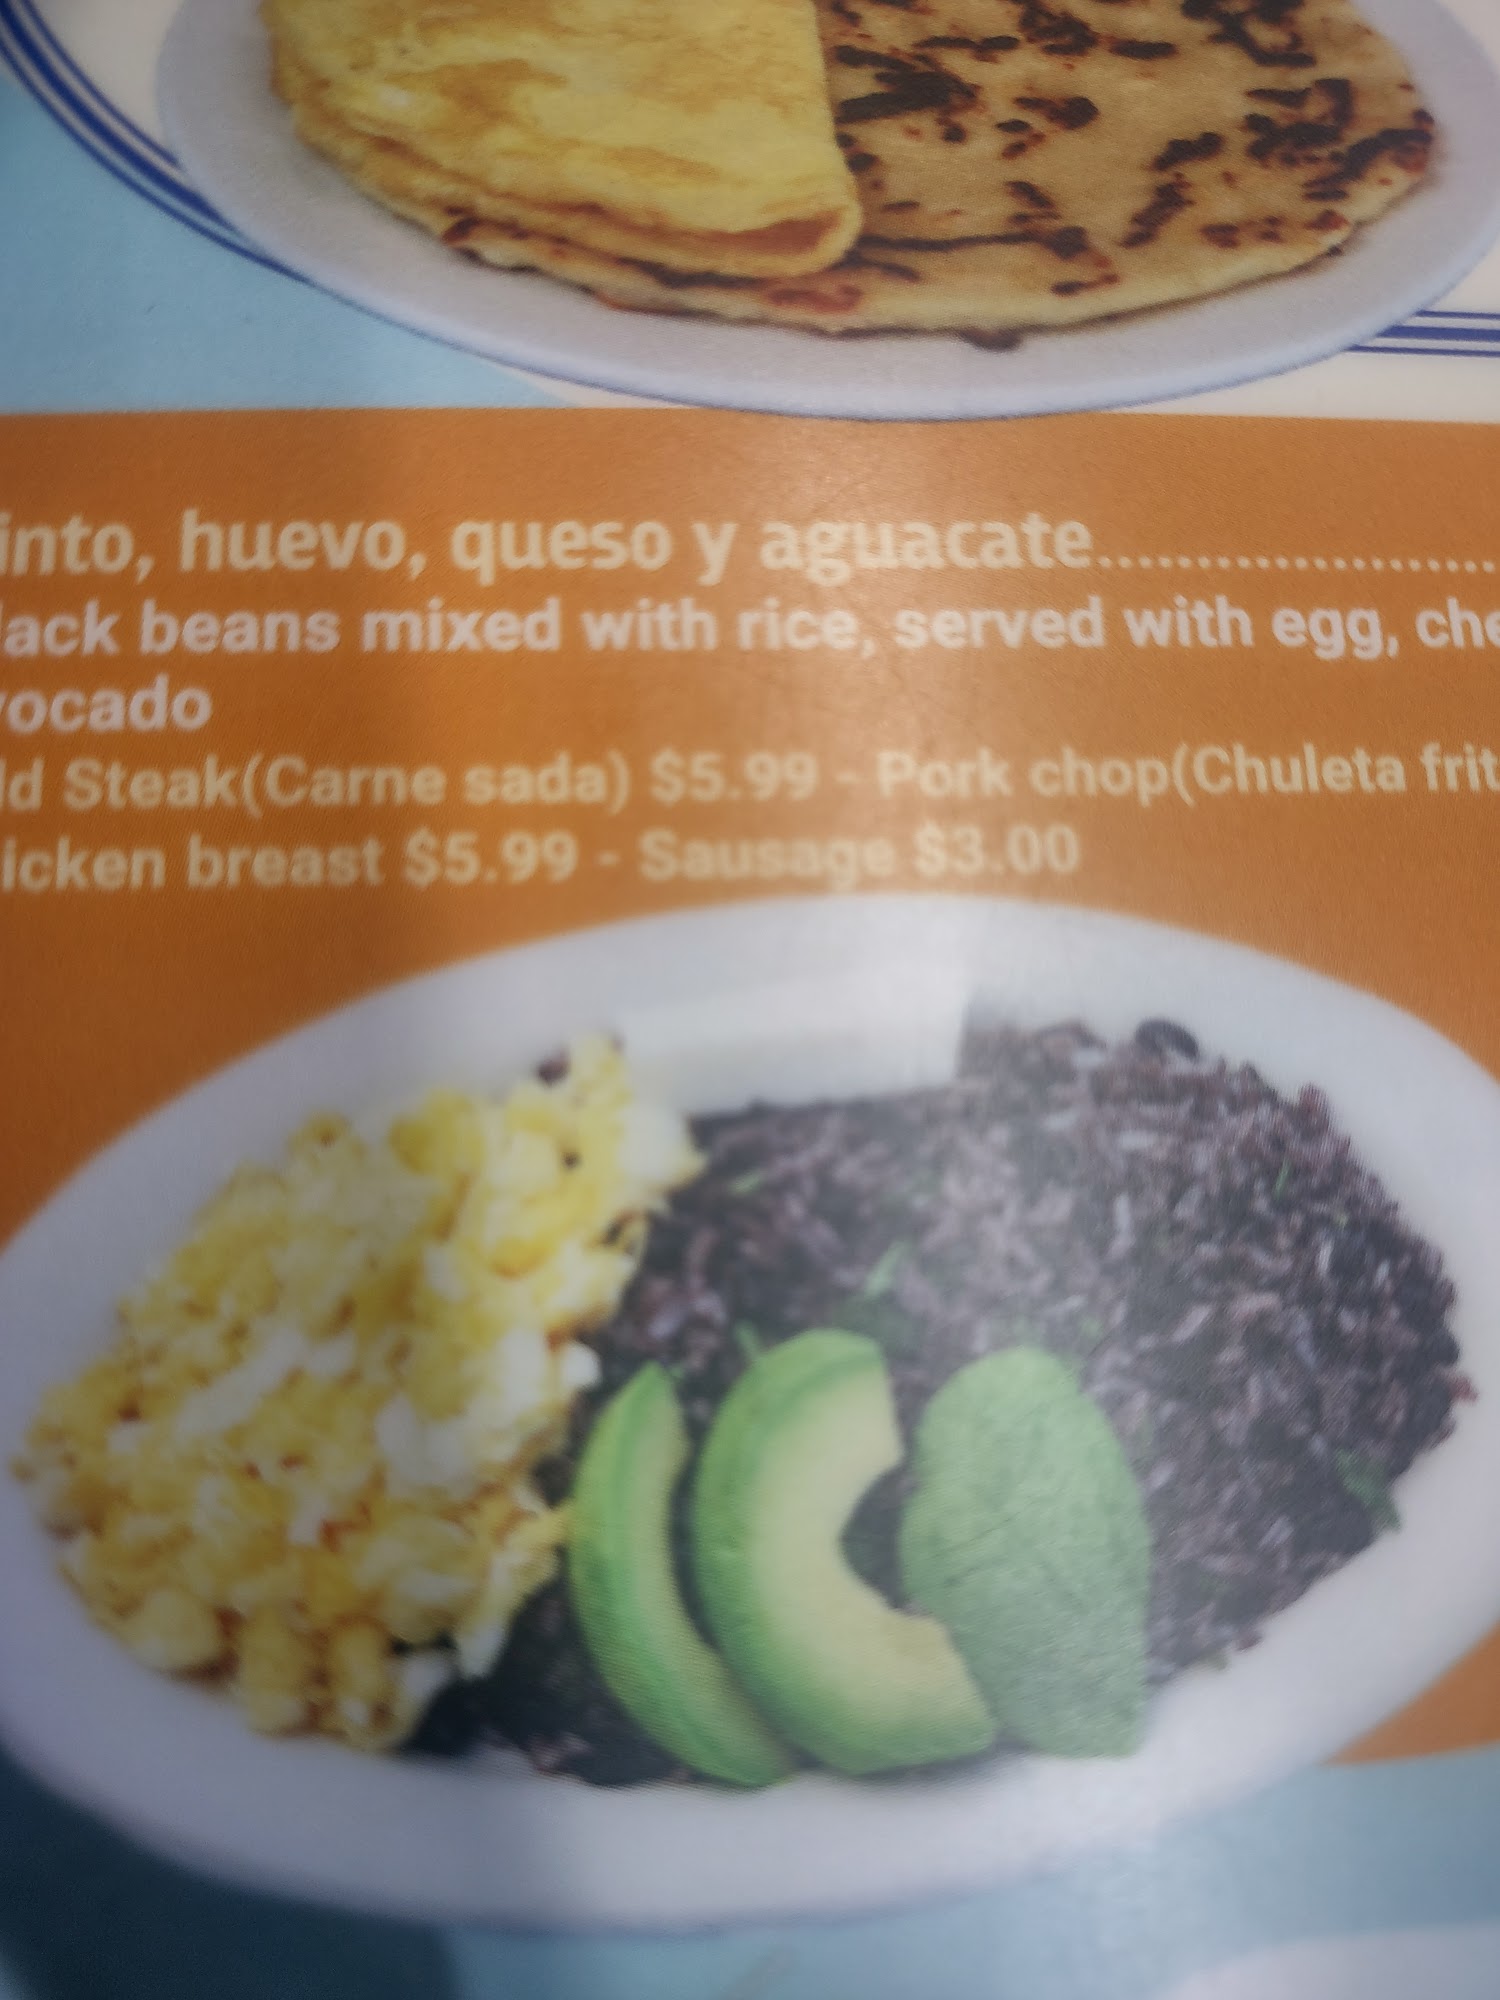 into, huevo, queso y aguacate......................
lack beans mixed with rice, served with egg, che
vocado
ld Steak(Carne sada) $5.99 - Pork chop(Chuleta frit
icken breast $5.99 - Sausage $3.00